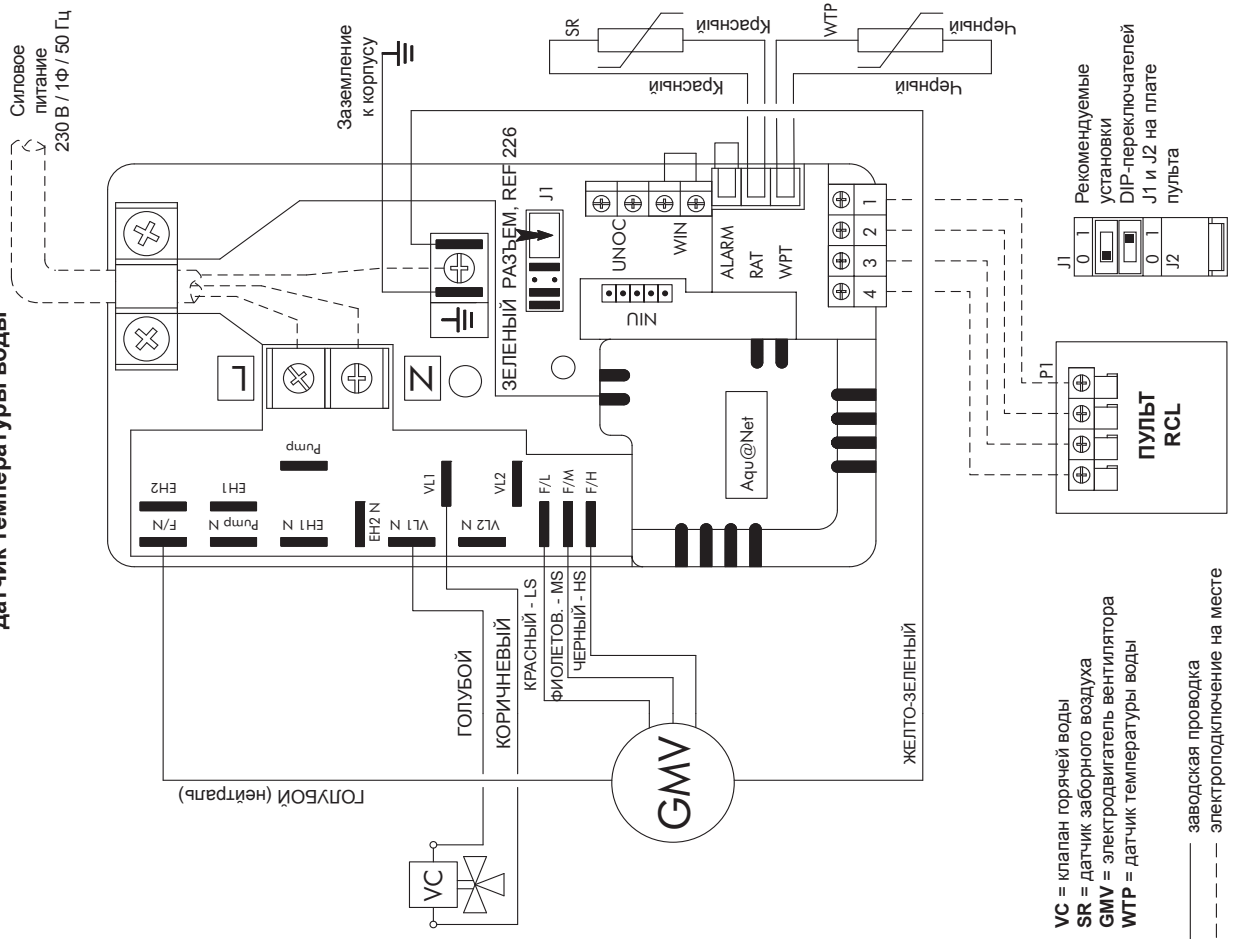 датчик температуры воды
Силовое
питание
230 В / 1Ф / 50 Гц
Заземление
к корпусу
L
N
ЗЕЛЕНЫЙ РАЗЪЕМ, REF 226
J1
EH2
F/N
EH1
Pump N
Pump
EH1 N
EH2 N
VL1
VL1 N
VL2
VL2 N
F/L
F/M
F/H
UNOC
WIN
NIU
ALARM
RAT
WPT
Aqu@Net
4
3
2
1
SR
Красный
Красный
WTP
Черный
Черный
ГОЛУБОЙ (нейтраль)
ГОЛУБОЙ
КОРИЧНЕВЫЙ
КРАСНЫЙ - LS
ФИОЛЕТОВ. - MS
ЧЕРНЫЙ - HS
VC
GMV
ЖЕЛТО-ЗЕЛЕНЫЙ
P1
ПУЛЬТ
RCL
J1
0 1
0 1
J2
Рекомендуемые
установки
DIP-переключателей
J1 и J2 на плате
пульта
VC = клапан горячей воды
SR = датчик заборного воздуха
GMV = электродвигатель вентилятора
WTP = датчик температуры воды
заводская проводка
электроподключение на месте